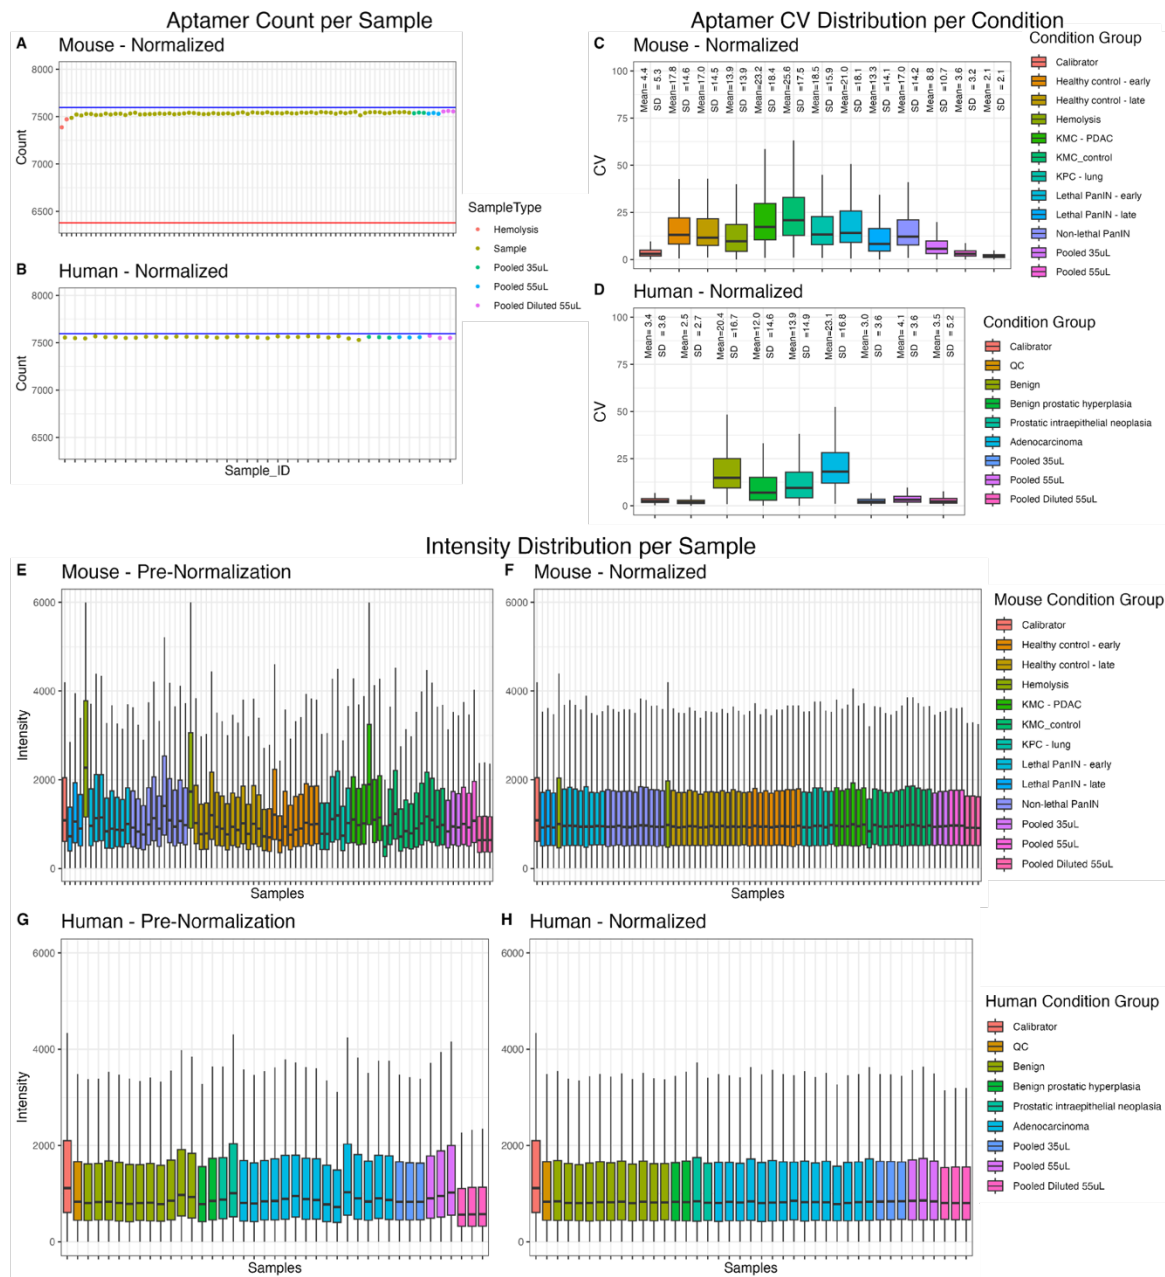 Aptamer Count per Sample
A
Mouse - Normalized
8000
7500
7000
6500
Count
B
Human - Normalized
8000
7500
7000
6500
Count
Sample_ID
SampleType
Hemolysis
Sample
Pooled 35uL
Pooled 55uL
Pooled Diluted 55uL
Aptamer CV Distribution per Condition
C
Mouse - Normalized
100
75
50
25
0
CV
Mean= 4.4
SD = 5.3
Mean=17.8
SD =14.6
Mean=17.0
SD =14.5
Mean=13.9
SD =13.9
Mean=23.2
SD =18.4
Mean=25.6
SD =17.5
Mean=18.5
SD =15.9
Mean=21.0
SD =18.1
Mean=13.3
SD =14.1
Mean=17.0
SD =14.2
Mean= 8.8
SD =10.7
Mean= 3.6
SD = 3.2
Mean= 2.1
SD = 2.1
Condition Group
Calibrator
Healthy control - early
Healthy control - late
Hemolysis
KMC - PDAC
KMC_control
KPC - lung
Lethal PanIN - early
Lethal PanIN - late
Non-lethal PanIN
Pooled 35uL
Pooled 55uL
D
Human - Normalized
100
75
50
25
0
CV
Mean= 3.4
SD = 3.6
Mean= 2.5
SD = 2.7
Mean=20.4
SD =16.7
Mean=12.0
SD =14.6
Mean=13.9
SD =14.9
Mean=23.1
SD =16.8
Mean= 3.0
SD = 3.6
Mean= 4.1
SD = 3.6
Mean= 3.5
SD = 5.2
Condition Group
Calibrator
QC
Benign
Benign prostatic hyperplasia
Prostatic intraepithelial neoplasia
Adenocarcinoma
Pooled 35uL
Pooled 55uL
Pooled Diluted 55uL
Intensity Distribution per Sample
E
Mouse - Pre-Normalization
6000
4000
2000
0
Intensity
Samples
F
Mouse - Normalized
Samples
Mouse Condition Group
Calibrator
Healthy control - early
Healthy control - late
Hemolysis
KMC - PDAC
KMC_control
KPC - lung
Lethal PanIN - early
Lethal PanIN - late
Non-lethal PanIN
Pooled 35uL
Pooled 55uL
Pooled Diluted 55uL
G
Human - Pre-Normalization
6000
4000
2000
0
Intensity
Samples
H
Human - Normalized
6000
4000
2000
0
Samples
Human Condition Group
Calibrator
QC
Benign
Benign prostatic hyperplasia
Prostatic intraepithelial neoplasia
Adenocarcinoma
Pooled 35uL
Pooled 55uL
Pooled Diluted 55uL